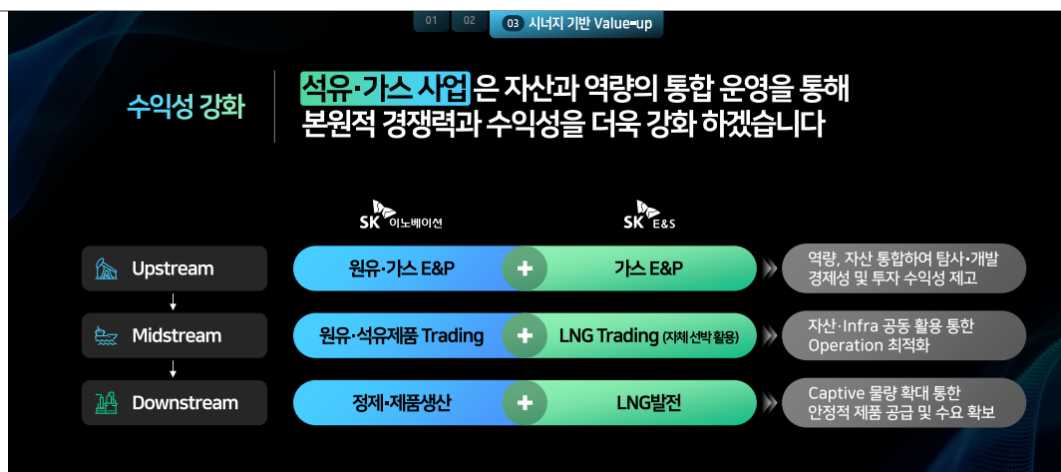 01 02 03 시너지 기반 Value-up
수익성 강화
석유·가스 사업은 자산과 역량의 통합 운영을 통해
본원적 경쟁력과 수익성을 더욱 강화 하겠습니다
SK 이노베이션 SK E&S
Upstream 원유·가스 E&P + 가스 E&P 역량, 자산 통합하여 탐사·개발
경제성 및 투자 수익성 제고
Midstream 원유·석유제품 Trading + LNG Trading (자체 선박 활용) 자산·Infra 공동 활용 통한
Operation 최적화
Downstream 정제·제품생산 + LNG발전 Captive 물량 확대 통한
안정적 제품 공급 및 수요 확보